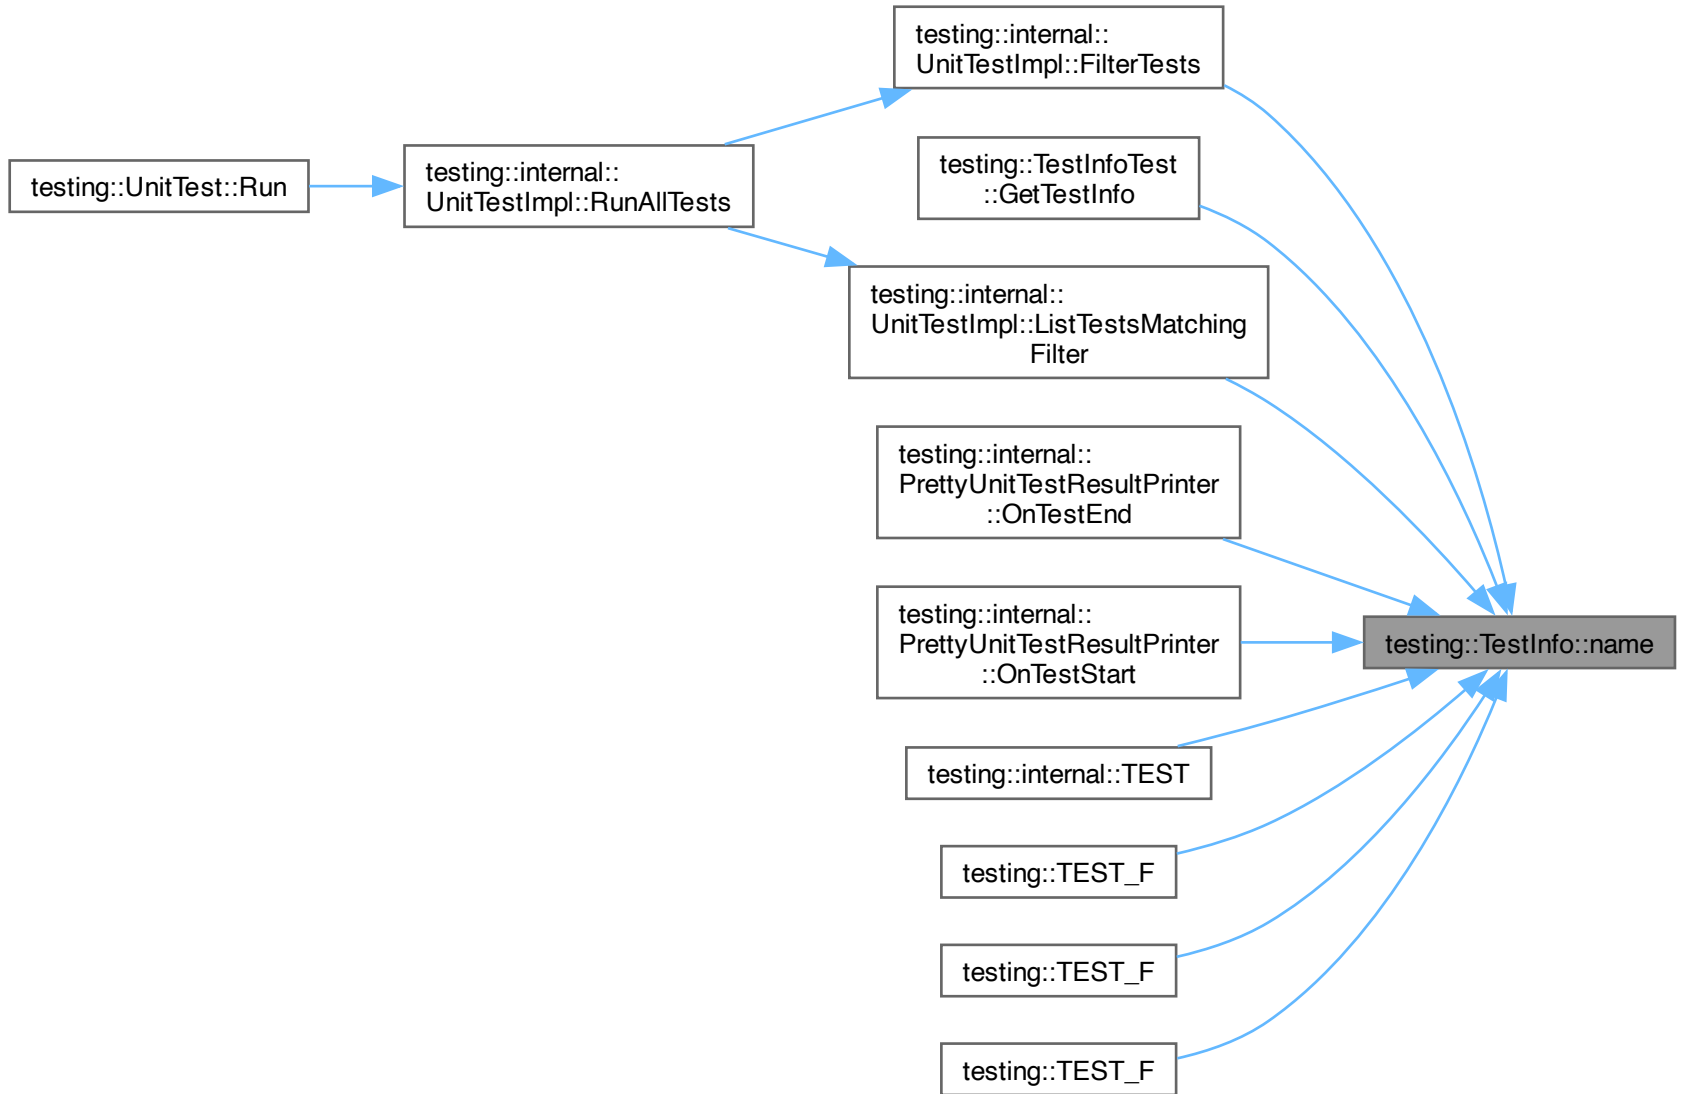 testing::internal::
UnitTestImpl::FilterTests
testing::TestInfoTest
::GetTestInfo
testing::UnitTest::Run
testing::internal::
UnitTestImpl::RunAllTests
testing::internal::
UnitTestImpl::ListTestsMatching
Filter
testing::internal::
PrettyUnitTestResultPrinter
::OnTestEnd
testing::internal::
PrettyUnitTestResultPrinter
::OnTestStart
testing::TestInfo::name
testing::internal::TEST
testing::TEST_F
testing::TEST_F
testing::TEST_F